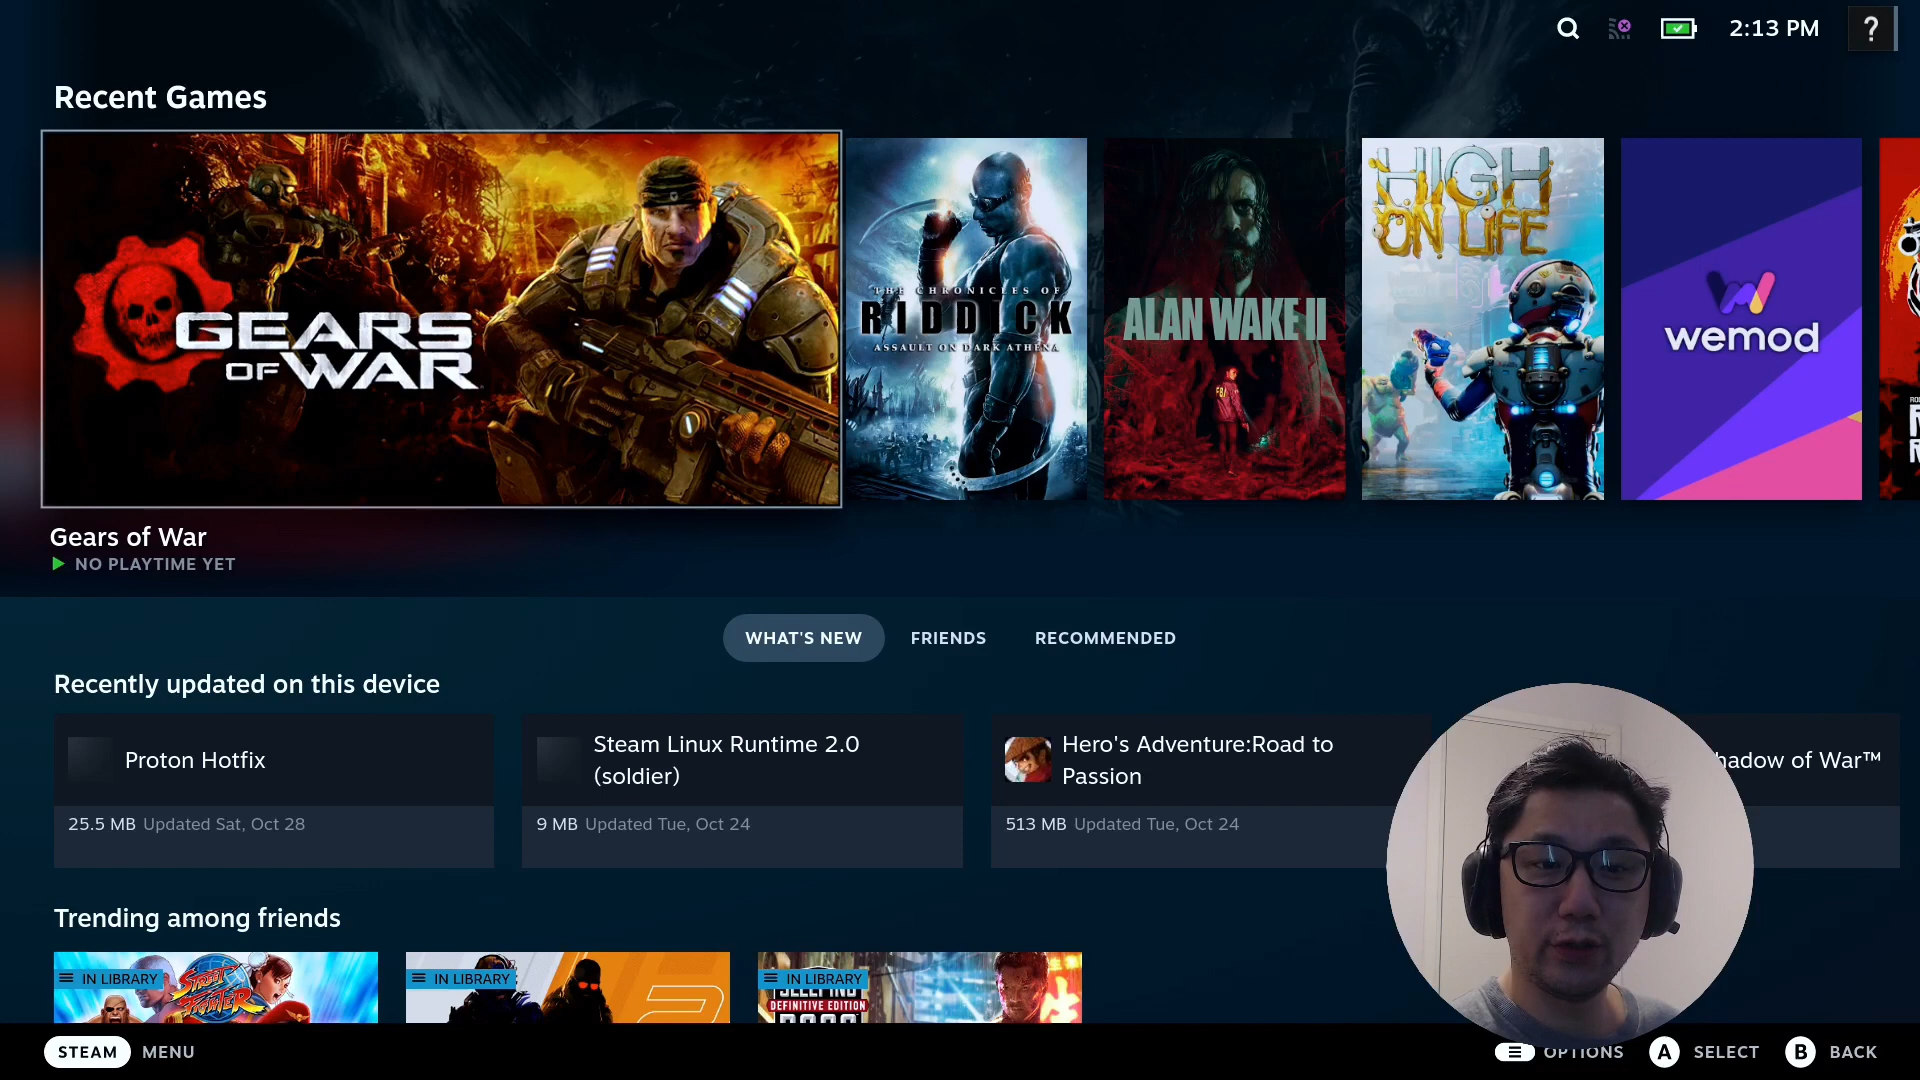 2:13 PM
?
Recent Games
GEARS
OF WAR
THE CHRONICLES OF
RIDDICK
ASSAULT ON DARK ATHENA
ALAN WAKE II
FBI
HIGH
ON LIFE
wemod
Gears of War
NO PLAYTIME YET
WHAT'S NEW
FRIENDS
RECOMMENDED
Recently updated on this device
Proton Hotfix
25.5 MB Updated Sat, Oct 28
Steam Linux Runtime 2.0
(soldier)
9 MB Updated Tue, Oct 24
Hero's Adventure:Road to
Passion
513 MB Updated Tue, Oct 24
hadow of War™
Trending among friends
IN LIBRARY
STREET
FIGHTER
IN LIBRARY
2
IN LIBRARY
DEFINITIVE EDITION
STEAM MENU
OPTIONS
A SELECT
B BACK